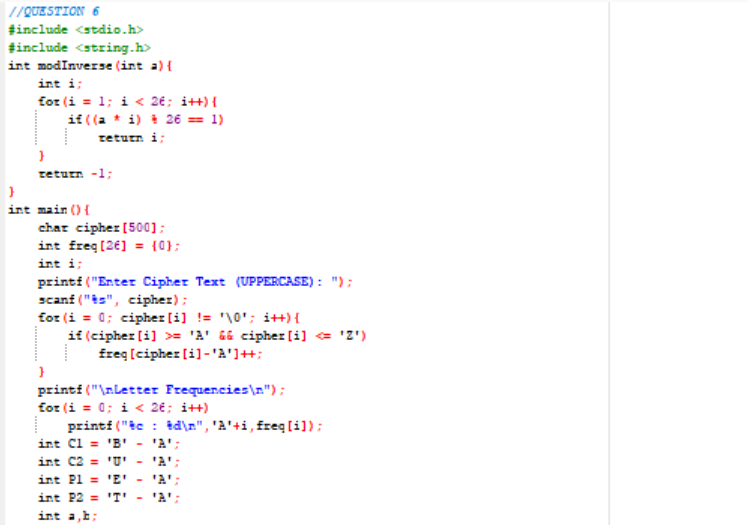 //QUESTION 6
#include <stdio.h>
#include <string.h>
int modInverse(int a){
    int i;
    for(i = 1; i < 26; i++){
        if((a * i) % 26 == 1)
            return i;
    }
    return -1;
}
int main(){
    char cipher[500];
    int freq[26] = {0};
    int i;
    printf("Enter Cipher Text (UPPERCASE): ");
    scanf("%s", cipher);
    for(i = 0; cipher[i] != '\0'; i++){
        if(cipher[i] >= 'A' && cipher[i] <= 'Z')
            freq[cipher[i]-'A']++;
    }
    printf("\nLetter Frequencies\n");
    for(i = 0; i < 26; i++)
        printf("%c : %d\n",'A'+i,freq[i]);
    int C1 = 'B' - 'A';
    int C2 = 'U' - 'A';
    int P1 = 'E' - 'A';
    int P2 = 'T' - 'A';
    int a,b;